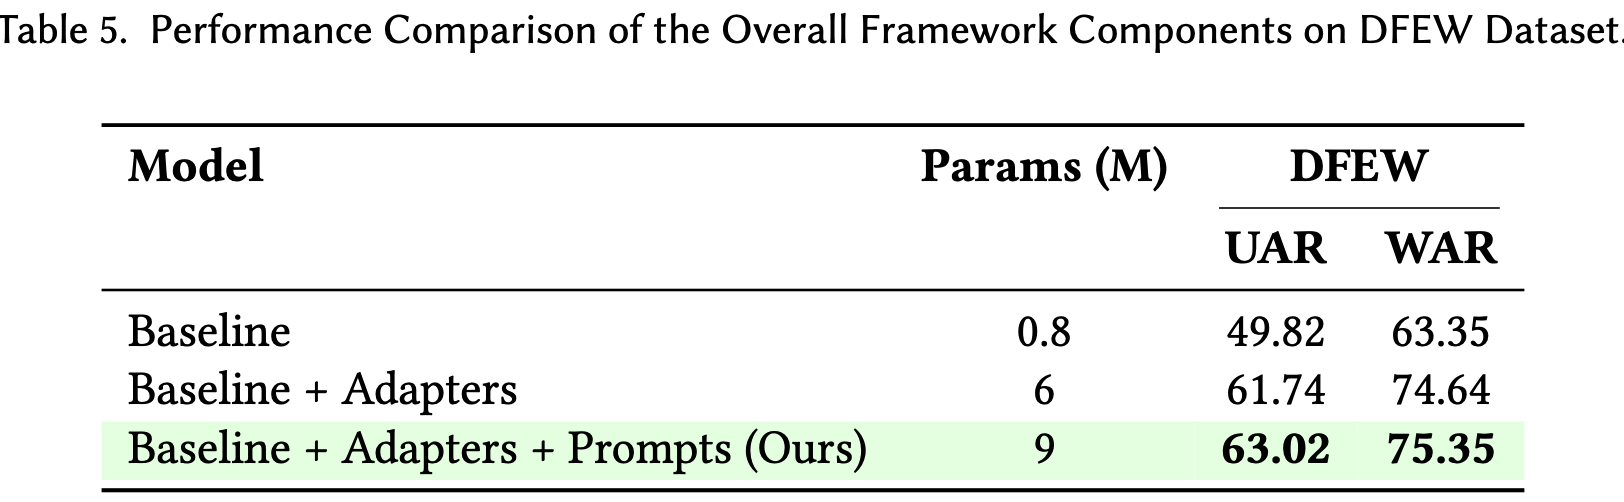 Table 5. Performance Comparison of the Overall Framework Components on DFEW Dataset.
Model Params (M) DFEW
UAR WAR
Baseline 0.8 49.82 63.35
Baseline + Adapters 6 61.74 74.64
Baseline + Adapters + Prompts (Ours) 9 63.02 75.35